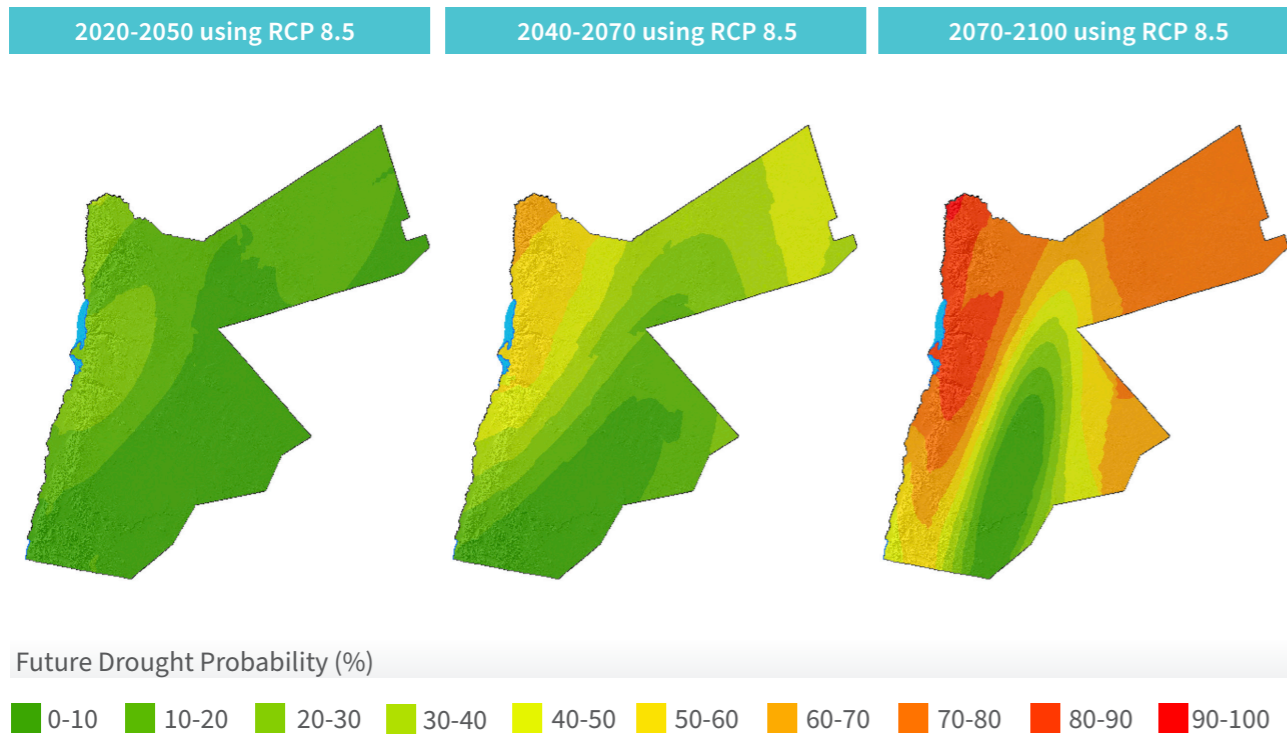 2020-2050 using RCP 8.5
2040-2070 using RCP 8.5
2070-2100 using RCP 8.5
Future Drought Probability (%)
0-10
10-20
20-30
30-40
40-50
50-60
60-70
70-80
80-90
90-100